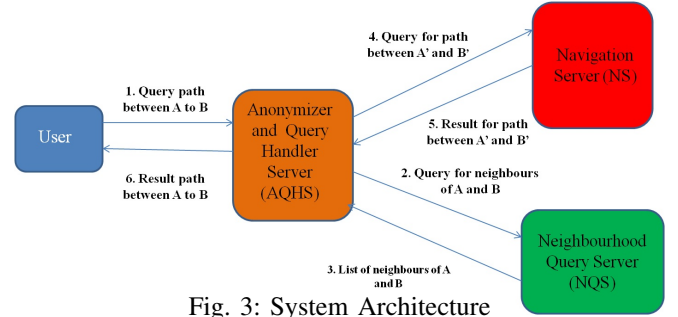 4. Query for path
between A’ and B’
Navigation
Server (NS)
1. Query path
between A to B
Anonymizer
and Query
Handler
Server
(AQHS)
User
5. Result for path
between A’ and B’
6. Result path
between A to B
2. Query for neighbours
of A and B
Neighbourhood
Query Server
(NQS)
3. List of neighbours of A
and B
Fig. 3: System Architecture